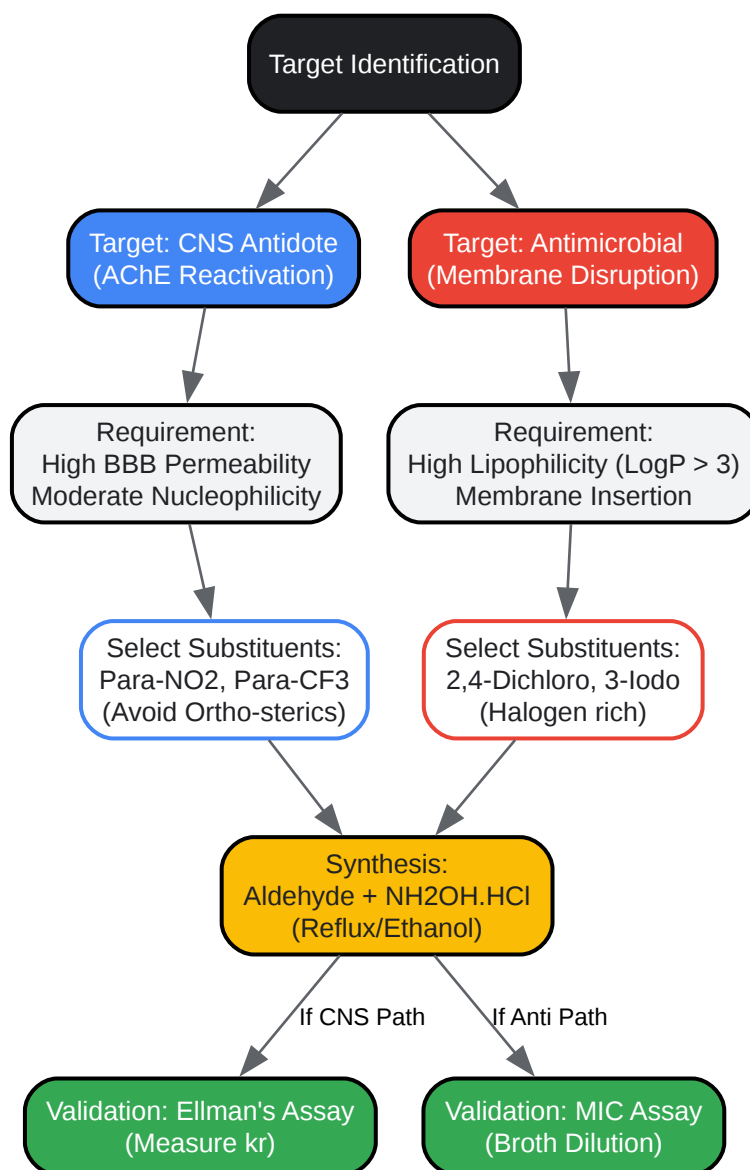 Target Identification
Target: CNS Antidote
(AChE Reactivation)
Target: Antimicrobial
(Membrane Disruption)
Requirement:
High BBB Permeability
Moderate Nucleophilicity
Requirement:
High Lipophilicity (LogP > 3)
Membrane Insertion
Select Substituents:
Para-NO2, Para-CF3
(Avoid Ortho-sterics)
Select Substituents:
2,4-Dichloro, 3-Iodo
(Halogen rich)
Synthesis:
Aldehyde + NH2OH.HCl
(Reflux/Ethanol)
If CNS Path
If Anti Path
Validation: Ellman's Assay
(Measure kr)
Validation: MIC Assay
(Broth Dilution)